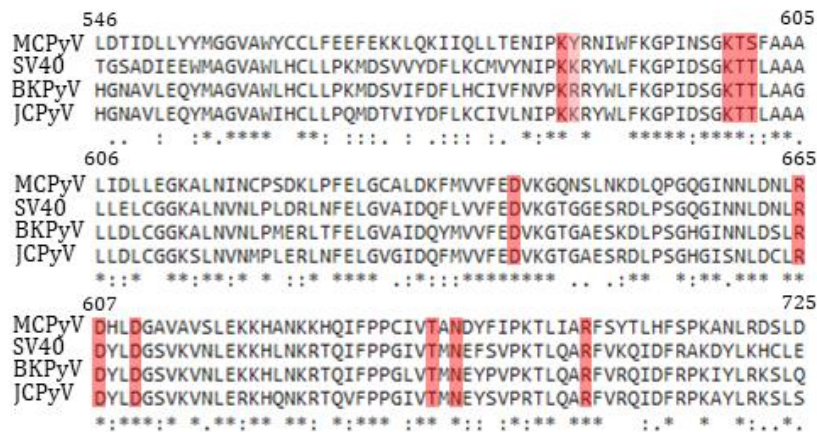 546 605
MCPyV LDTIDLLYYMGGVAWYCCLFEEFEKKLQKIIQLLTENIPKYRNIWFKGPINSGKTSFAAA
SV40 TGSADIEEWMAGVAWLHCLLPKMDSVVYDFLKCMVYNIPKKRYWLFKGPIDSGKTTLAAA
BKPyV HGNAVLEQYMAGVAWLHCLLPKMDSVIFDFLHCIVFNVPKRRYWLFKGPIDSGKTTLAAG
JCPyV HGNAVLEQYMAGVAWIHCLLPQMDTVIYDFLKCIVLNIPKKRYWLFKGPIDSGKTTLAAA
.. : :*.**** **: :::. : .::: :. *:** * *****:****::**.
606 665
MCPyV LIDLLEGKALNINCPSDKLPFELGCALDKFMVVFEDVKGQNSLNKDLQPGQGINNLDNLR
SV40 LLELCGGKALNVNLPLDRLNFELGVAIDQFLVVFEDVKGTGGESRDLPSGQGINNLDNLR
BKPyV LLDLCGGKALNVNLPMERLTFELGVAIDQYMVVFEDVKGTGAESKDLPSGHGINNLDSLR
JCPyV LLDLCGGKSLNVNMPLERLNFELGVGIDQFMVVFEDVKGTGAESRDLPSGHGISNLDCLR
*::* **:**:* * ::* **** .:*:::******** .. .:** *:**.*** **
607 725
MCPyV DHLDGAVAVSLEKKHANKKHQIFPPCIVTANDYFIPKTLIARFSYTLHFSPKANLRDSLD
SV40 DYLDGSVKVNLEKKHLNKRTQIFPPGIVTMNEFSVPKTLQARFVKQIDFRAKDYLKHCLE
BKPyV DYLDGSVKVNLEKKHLNKRTQIFPPGLVTMNEYPVPKTLQARFVRQIDFRPKIYLRKSLQ
JCPyV DYLDGSVKVNLERKHQNKRTQVFPPGIVTMNEYSVPRTLQARFVRQIDFRPKAYLRKSLS
*:***:* *.**:** **: *:*** :** *:: :*:** *** :.* * *:..*.